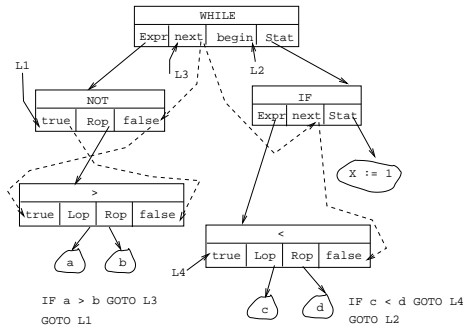 WHILE
Expr next begin Stat
L1
L3
L2
NOT
true Rop false
IF
Expr next Stat
X := 1
>
true Lop Rop false
<
true Lop Rop false
a
b
L4
c
d
IF a > b GOTO L3
GOTO L1
IF c < d GOTO L4
GOTO L2